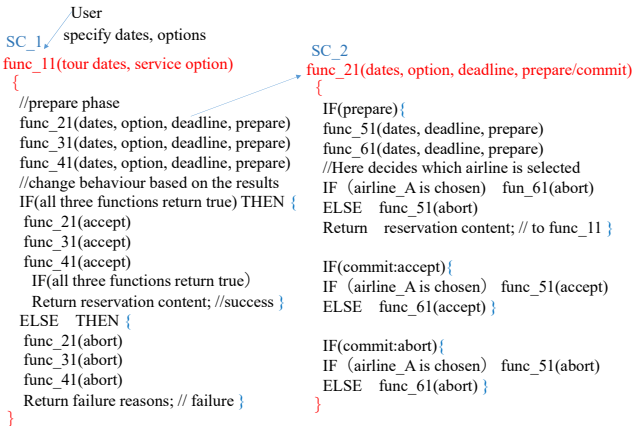 User
specify dates, options
SC_1
func_11(tour dates, service option)
{
//prepare phase
func_21(dates, option, deadline, prepare)
func_31(dates, option, deadline, prepare)
func_41(dates, option, deadline, prepare)
//change behaviour based on the results
IF(all three functions return true) THEN {
func_21(accept)
func_31(accept)
func_41(accept)
IF(all three functions return true）
Return reservation content; //success }
ELSE THEN {
func_21(abort)
func_31(abort)
func_41(abort)
Return failure reasons; // failure }
}
SC_2
func_21(dates, option, deadline, prepare/commit)
{
IF(prepare){
func_51(dates, deadline, prepare)
func_61(dates, deadline, prepare)
//Here decides which airline is selected
IF（airline_A is chosen) fun_61(abort)
ELSE func_51(abort)
Return reservation content; // to func_11 }
IF(commit:accept){
IF（airline_A is chosen） func_51(accept)
ELSE func_61(accept) }
IF(commit:abort){
IF（airline_A is chosen） func_51(abort)
ELSE func_61(abort) }
}